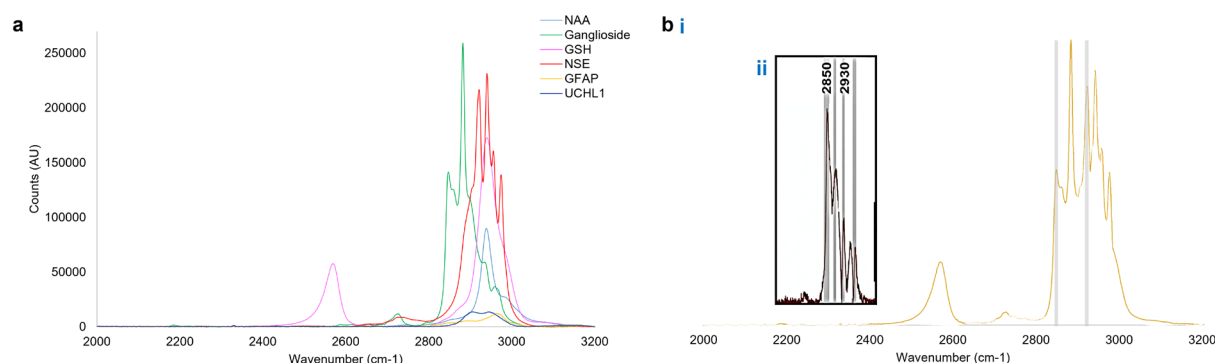 a
NAA
Ganglioside
GSH
NSE
GFAP
UCHL1
250000
200000
150000
100000
50000
0
Counts (AU)
2000 2200 2400 2600 2800 3000 3200
Wavenumber (cm-1)
b i
ii
2850
2930
2000 2200 2400 2600 2800 3000 3200
Wavenumber (cm-1)